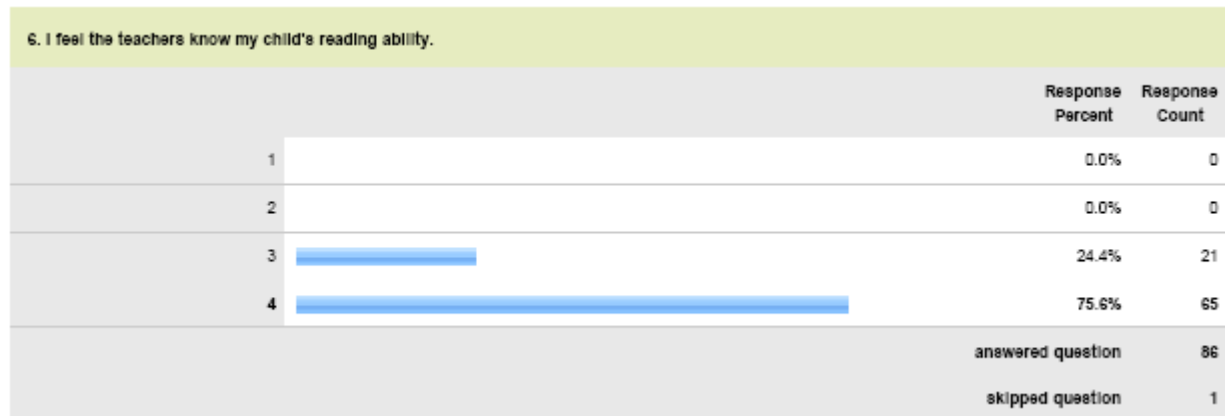 6. I feel the teachers know my child's reading ability.
Response Percent Response Count
1 0.0% 0
2 0.0% 0
3 24.4% 21
4 75.6% 65
answered question 86
skipped question 1